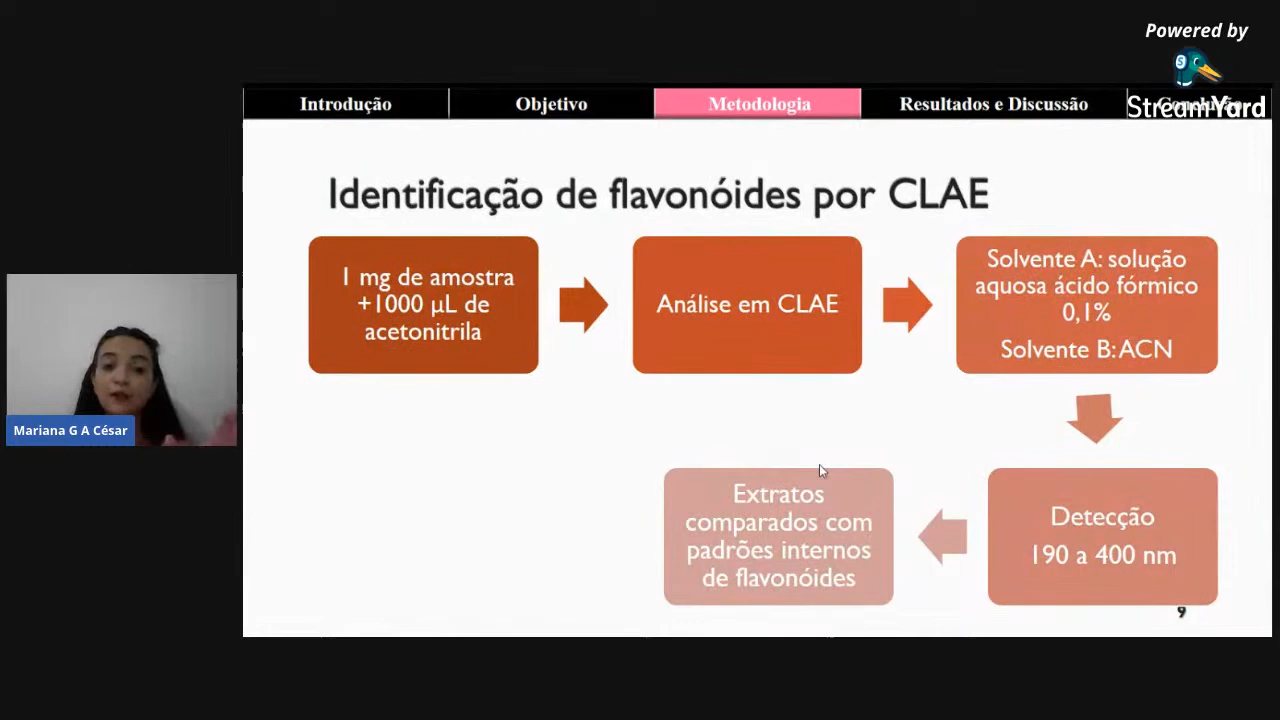 Powered by
StreamYard
Introdução
Objetivo
Metodologia
Resultados e Discussão
Conclusão
Identificação de flavonóides por CLAE
1 mg de amostra
+1000 µL de
acetonitrila
Análise em CLAE
Solvente A: solução
aquosa ácido fórmico
0,1%
Solvente B: ACN
Detecção
190 a 400 nm
Extratos
comparados com
padrões internos
de flavonóides
9
Mariana G A César